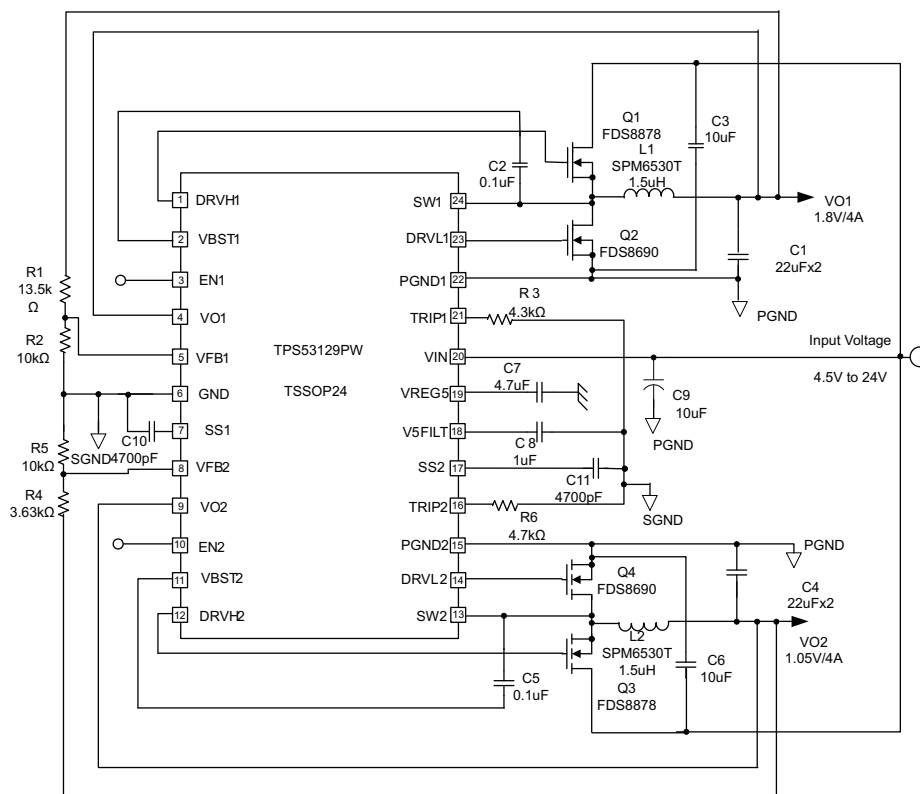 Q1
FDS8878
L1
SPM6530T
1.5uH
C3
10uF
C2
0.1uF
VO1
1.8V/4A
Q2
FDS8690
C1
22uFx2
PGND
R1
13.5k
Ω
R2
10kΩ
R5
10kΩ
R4
3.63kΩ
SGND
C10
4700pF
1 DRVH1
2 VBST1
3 EN1
4 VO1
5 VFB1
6 GND
7 SS1
8 VFB2
9 VO2
10 EN2
11 VBST2
12 DRVH2
TPS53129PW
TSSOP24
SW1 24
DRVL1 23
PGND1 22
TRIP1 21
VIN 20
VREG5 19
V5FILT 18
SS2 17
TRIP2 16
PGND2 15
DRVL2 14
SW2 13
R 3
4.3kΩ
C7
4.7uF
C 8
1uF
C11
4700pF
R6
4.7kΩ
SGND
C9
10uF
PGND
Input Voltage
4.5V to 24V
PGND
Q4
FDS8690
C4
22uFx2
L2
SPM6530T
1.5uH
VO2
1.05V/4A
C6
10uF
Q3
FDS8878
C5
0.1uF